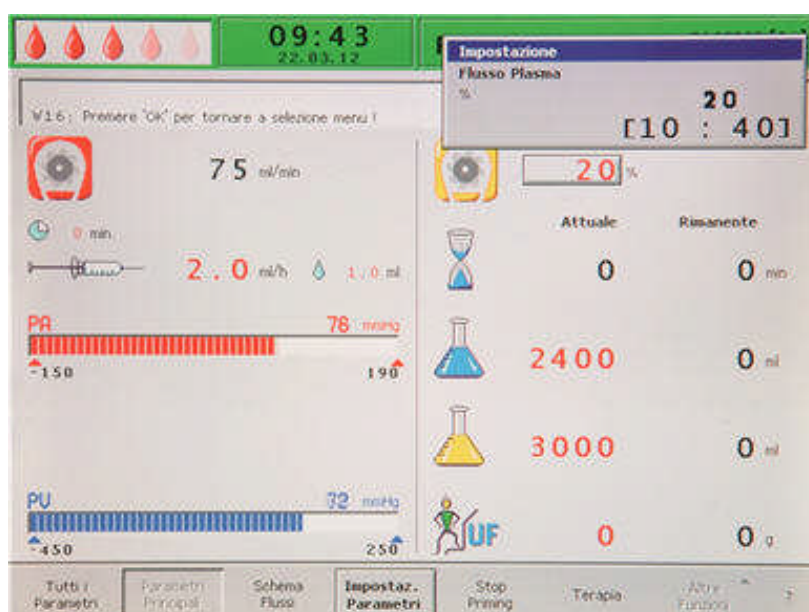 09:43
22.03.12
Impostazione
Flusso Plasma
%
20
[10 : 40]
W16: Premere 'OK' per tornare a selezione menu !
75 ml/min
20 %
0 min
Attuale Rimanente
2.0 ml/h 1.0 ml
0 0 min
PA 78 mmHg
-150 190
2400 0 ml
3000 0 ml
PV 72 mmHg
-450 250
UF 0 0 g
Tutti i Parametri
Parametri Principal
Schema Flussi
Impostaz. Parametri
Stop Priming
Terapia
Altre Funzioni